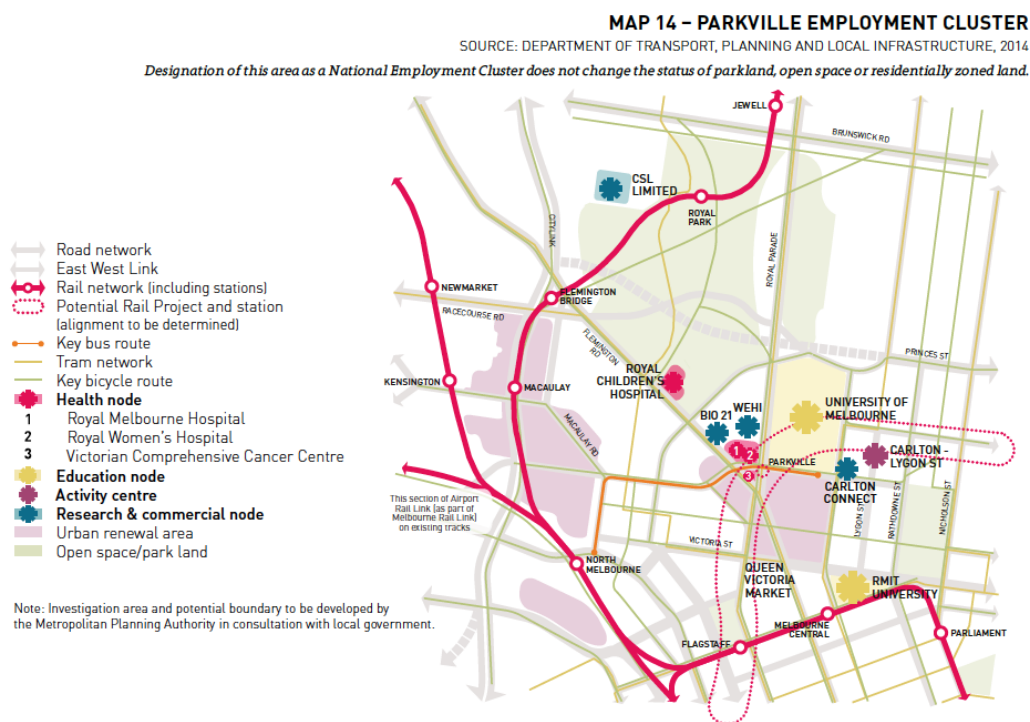 MAP 14 – PARKVILLE EMPLOYMENT CLUSTER
SOURCE: DEPARTMENT OF TRANSPORT, PLANNING AND LOCAL INFRASTRUCTURE, 2014
Designation of this area as a National Employment Cluster does not change the status of parkland, open space or residentially zoned land.
JEWELL
BRUNSWICK RD
CSL
LIMITED
ROYAL
PARK
CITYLINK
ROYAL PARADE
NEWMARKET
FLEMINGTON
BRIDGE
RACECOURSE RD
FLEMINGTON
RD
PRINCES ST
KENSINGTON
MACAULAY
ROYAL
CHILDREN'S
HOSPITAL
MACAULAY RD
BIO 21
WEHI
UNIVERSITY OF
MELBOURNE
1
2
3
PARKVILLE
CARLTON -
LYGON ST
CARLTON
CONNECT
LYGON ST
RATHDOWNE ST
NICHOLSON ST
This section of Airport
Rail Link (as part of
Melbourne Rail Link)
on existing tracks
VICTORIA ST
NORTH
MELBOURNE
QUEEN
VICTORIA
MARKET
RMIT
UNIVERSITY
MELBOURNE
CENTRAL
FLAGSTAFF
PARLIAMENT
Road network
East West Link
Rail network (including stations)
Potential Rail Project and station
(alignment to be determined)
Key bus route
Tram network
Key bicycle route
Health node
1 Royal Melbourne Hospital
2 Royal Women's Hospital
3 Victorian Comprehensive Cancer Centre
Education node
Activity centre
Research & commercial node
Urban renewal area
Open space/park land
Note: Investigation area and potential boundary to be developed by
the Metropolitan Planning Authority in consultation with local government.